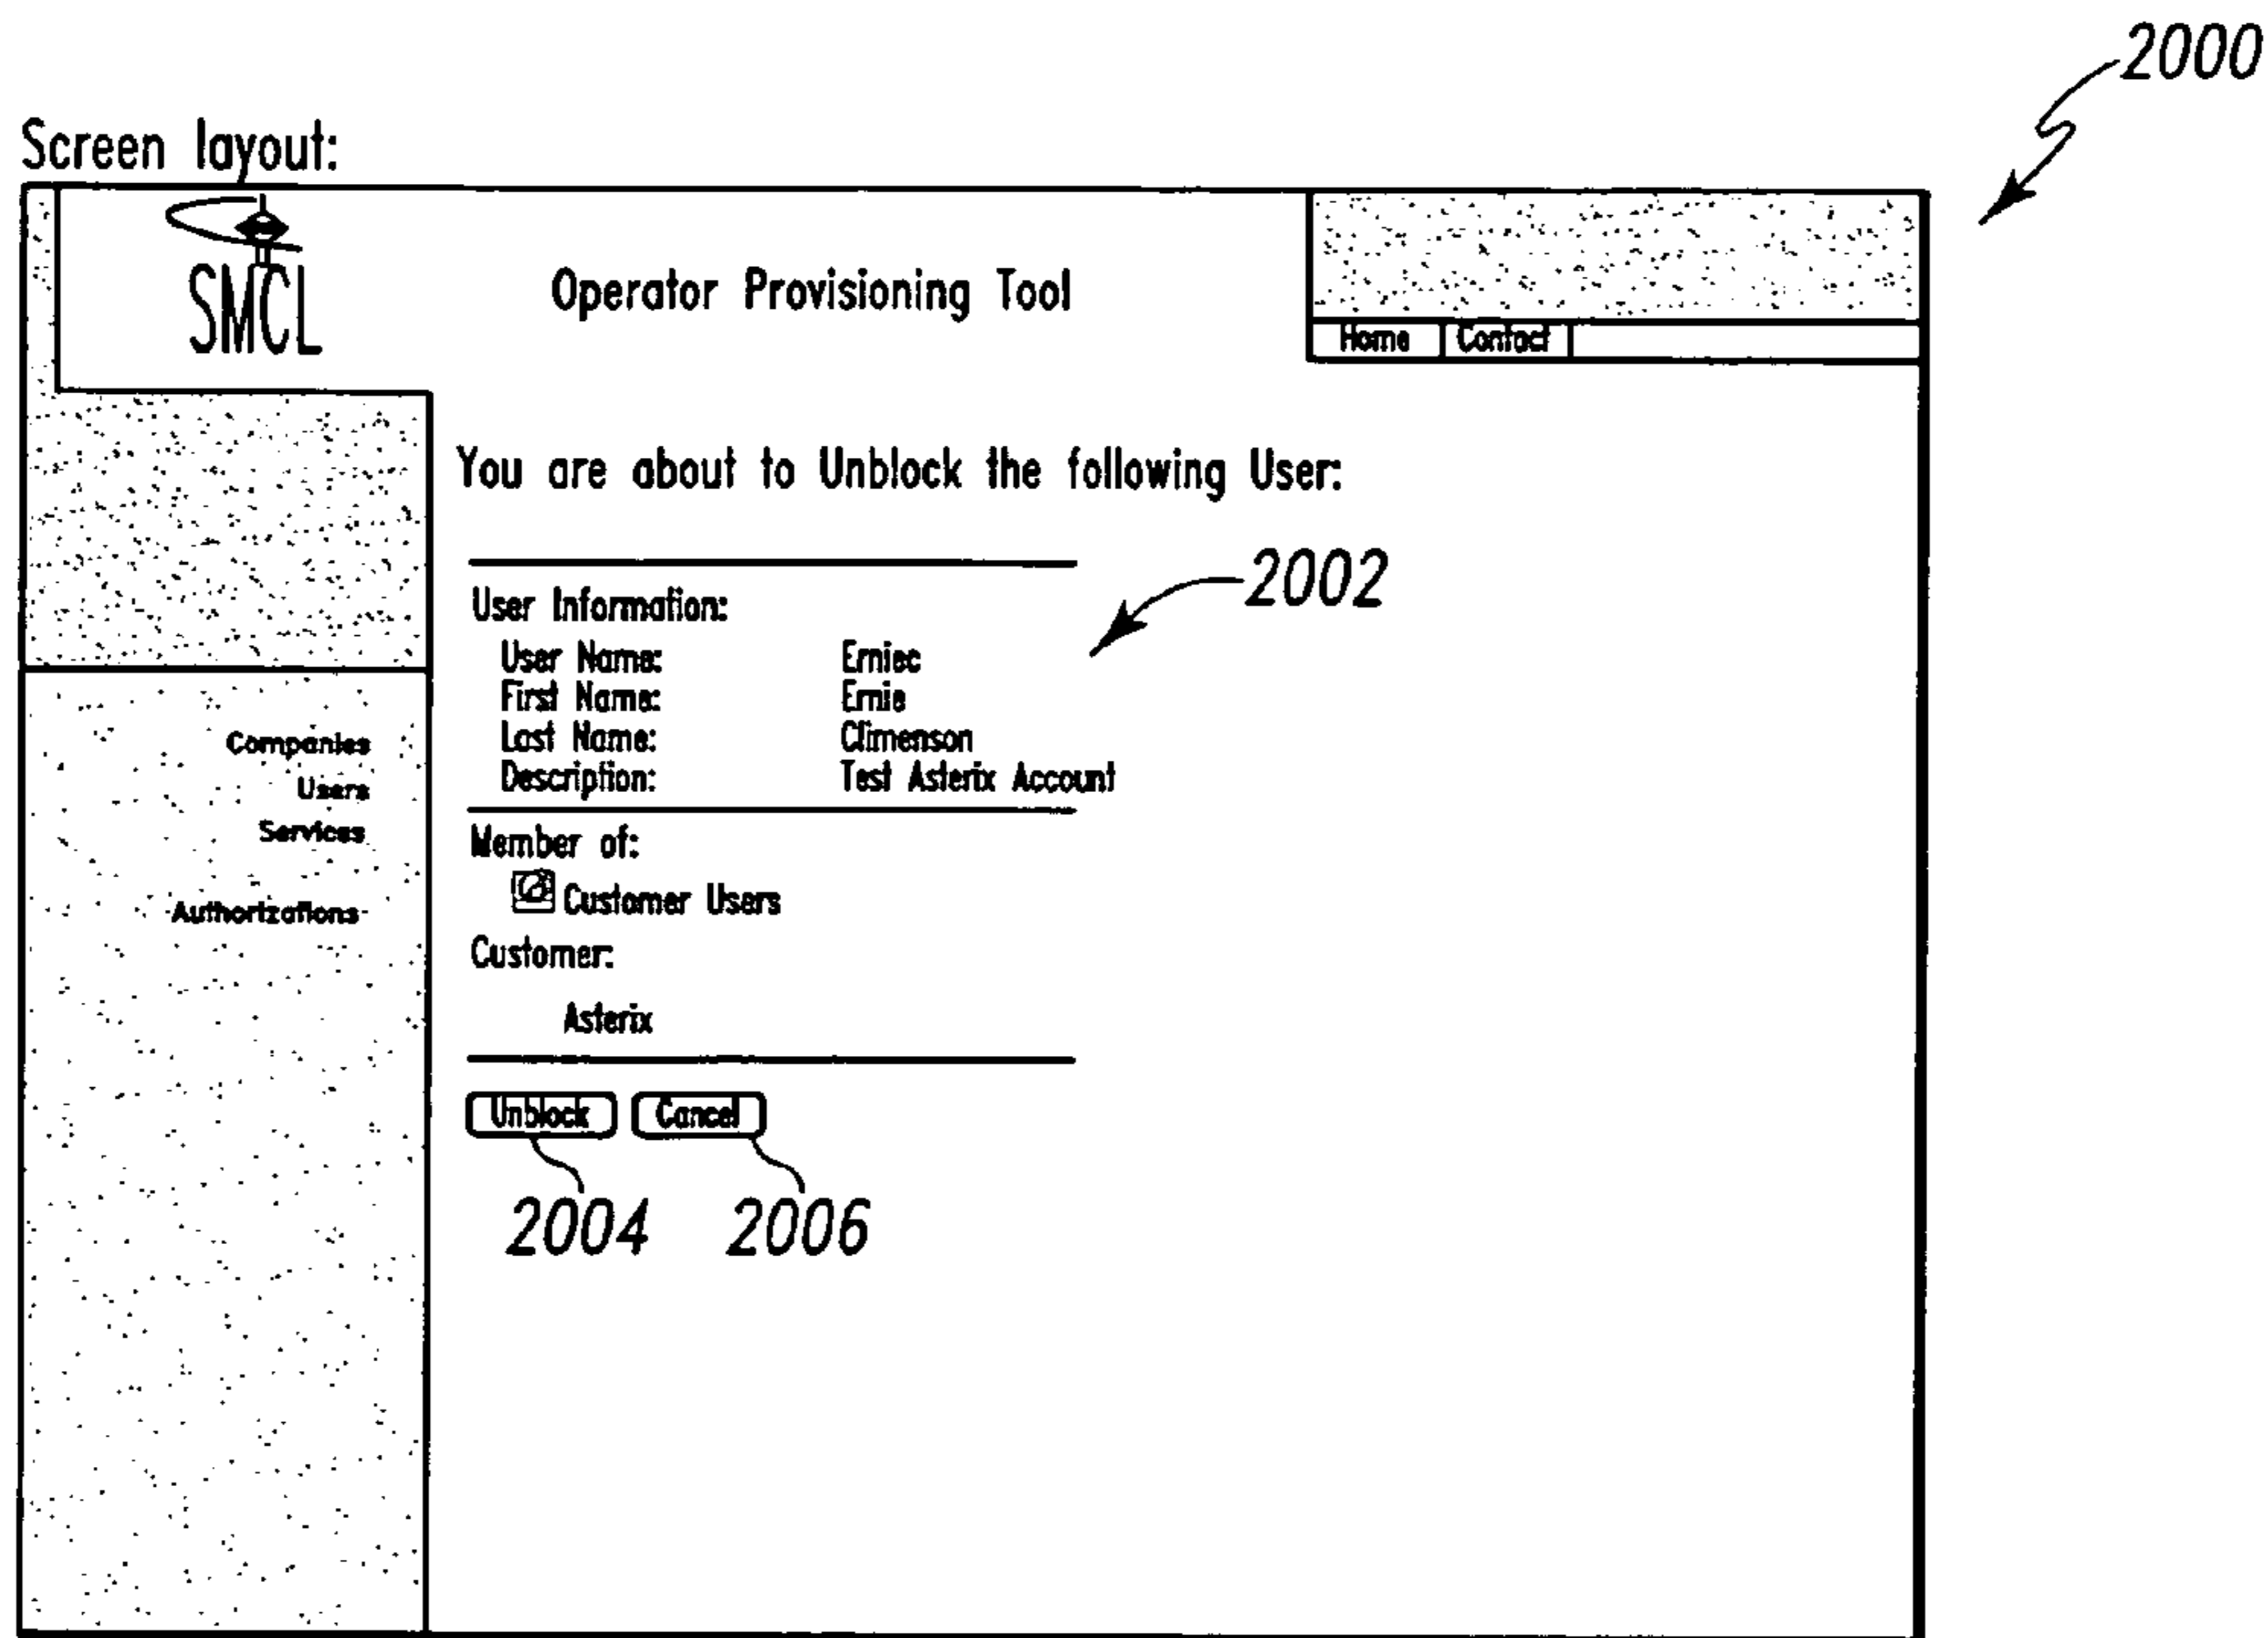 2000
Screen layout:
SMCL
Operator Provisioning Tool
Home Contact
You are about to Unblock the following User:
2002
User Information:
User Name: Erniec
First Name: Ernie
Last Name: Climenson
Description: Test Asterix Account
Companies
Users
Services
Authorizations
Member of:
Customer Users
Customer:
Asterix
Unblock Cancel
2004 2006